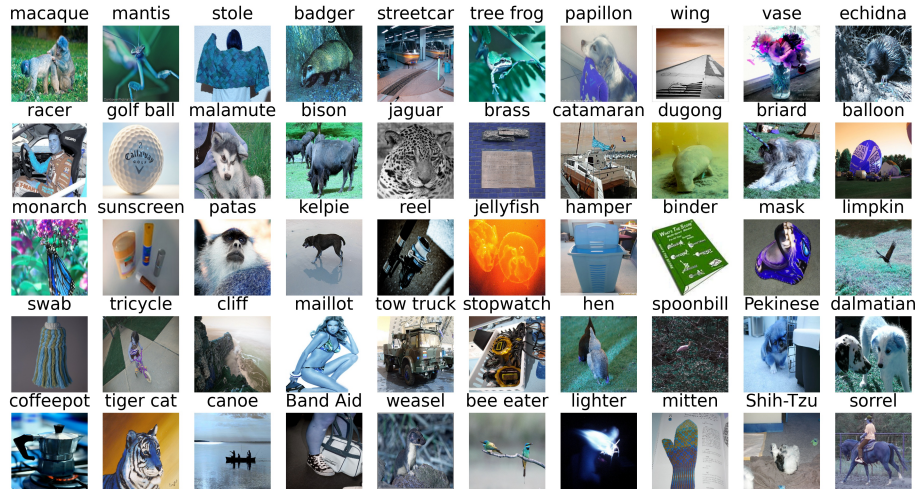 macaque mantis stole badger streetcar tree frog papillon wing vase echidna
racer golf ball malamute bison jaguar brass catamaran dugong briard balloon
Callaway
monarch sunscreen patas kelpie reel jellyfish hamper binder mask limpkin
swab tricycle cliff maillot tow truck stopwatch hen spoonbill Pekinese dalmatian
coffeepot tiger cat canoe Band Aid weasel bee eater lighter mitten Shih-Tzu sorrel